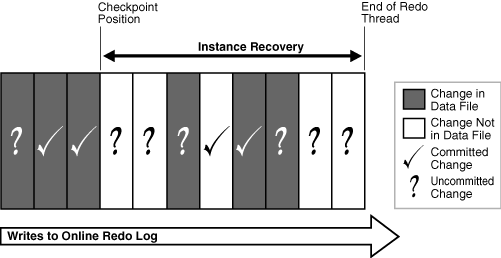 Checkpoint
Position
End of Redo
Thread
Instance Recovery
? ? ? ? ? ?
Change in
Data File
Change Not
in Data File
Committed
Change
? Uncommitted
Change
Writes to Online Redo Log